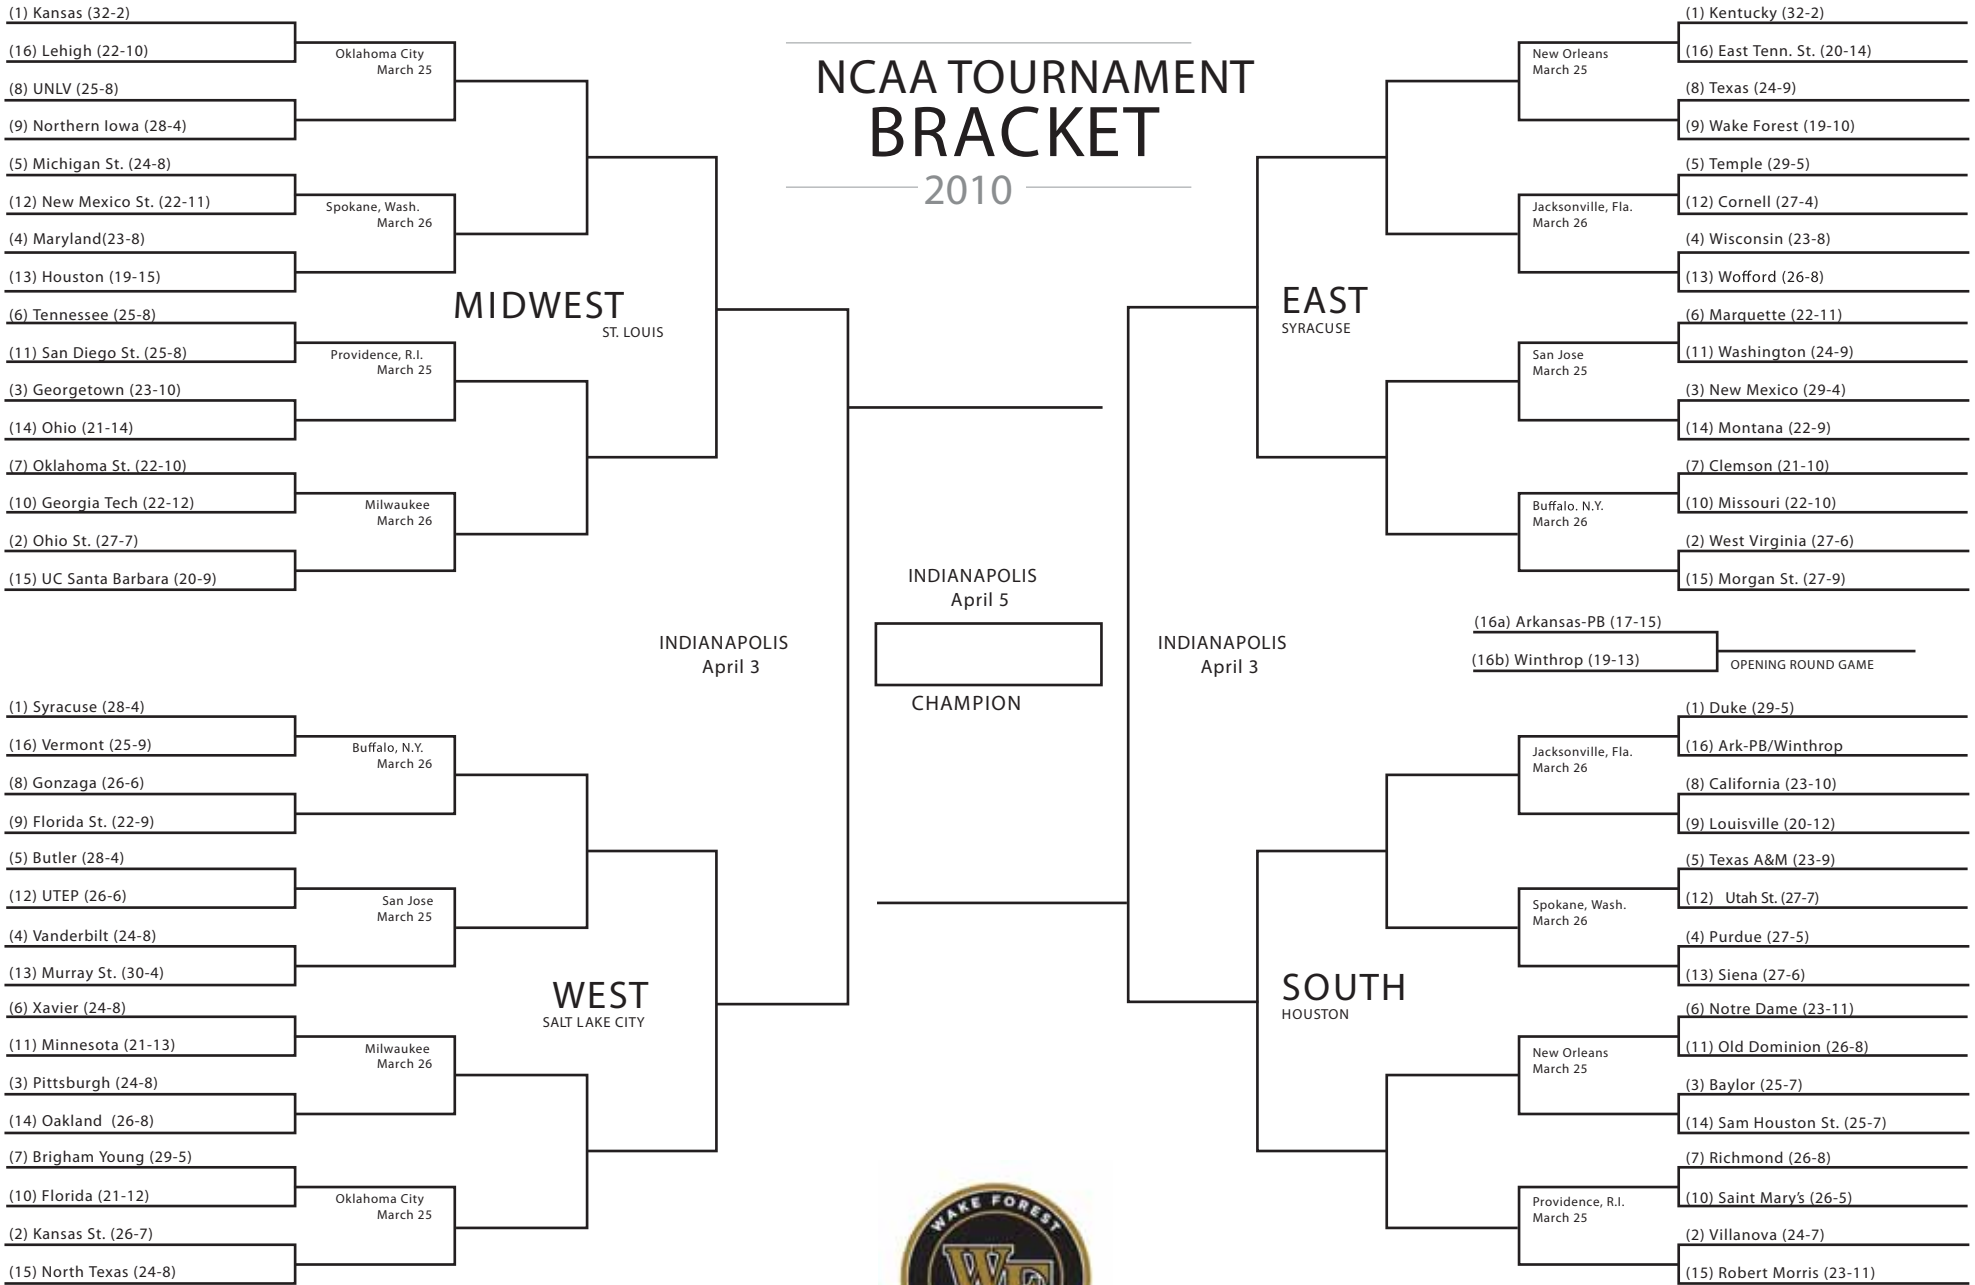 NCAA TOURNAMENT
BRACKET
2010
(1) Kansas (32-2)
(16) Lehigh (22-10)
(8) UNLV (25-8)
(9) Northern Iowa (28-4)
(5) Michigan St. (24-8)
(12) New Mexico St. (22-11)
(4) Maryland(23-8)
(13) Houston (19-15)
(6) Tennessee (25-8)
(11) San Diego St. (25-8)
(3) Georgetown (23-10)
(14) Ohio (21-14)
(7) Oklahoma St. (22-10)
(10) Georgia Tech (22-12)
(2) Ohio St. (27-7)
(15) UC Santa Barbara (20-9)
Oklahoma City
March 25
Spokane, Wash.
March 26
Providence, R.I.
March 25
Milwaukee
March 26
MIDWEST
ST. LOUIS
(1) Syracuse (28-4)
(16) Vermont (25-9)
(8) Gonzaga (26-6)
(9) Florida St. (22-9)
(5) Butler (28-4)
(12) UTEP (26-6)
(4) Vanderbilt (24-8)
(13) Murray St. (30-4)
(6) Xavier (24-8)
(11) Minnesota (21-13)
(3) Pittsburgh (24-8)
(14) Oakland (26-8)
(7) Brigham Young (29-5)
(10) Florida (21-12)
(2) Kansas St. (26-7)
(15) North Texas (24-8)
Buffalo, N.Y.
March 26
San Jose
March 25
Milwaukee
March 26
Oklahoma City
March 25
WEST
SALT LAKE CITY
INDIANAPOLIS
April 3
INDIANAPOLIS
April 5
CHAMPION
INDIANAPOLIS
April 3
(1) Kentucky (32-2)
(16) East Tenn. St. (20-14)
(8) Texas (24-9)
(9) Wake Forest (19-10)
(5) Temple (29-5)
(12) Cornell (27-4)
(4) Wisconsin (23-8)
(13) Wofford (26-8)
(6) Marquette (22-11)
(11) Washington (24-9)
(3) New Mexico (29-4)
(14) Montana (22-9)
(7) Clemson (21-10)
(10) Missouri (22-10)
(2) West Virginia (27-6)
(15) Morgan St. (27-9)
New Orleans
March 25
Jacksonville, Fla.
March 26
San Jose
March 25
Buffalo. N.Y.
March 26
EAST
SYRACUSE
(16a) Arkansas-PB (17-15)
(16b) Winthrop (19-13)
OPENING ROUND GAME
(1) Duke (29-5)
(16) Ark-PB/Winthrop
(8) California (23-10)
(9) Louisville (20-12)
(5) Texas A&M (23-9)
(12) Utah St. (27-7)
(4) Purdue (27-5)
(13) Siena (27-6)
(6) Notre Dame (23-11)
(11) Old Dominion (26-8)
(3) Baylor (25-7)
(14) Sam Houston St. (25-7)
(7) Richmond (26-8)
(10) Saint Mary's (26-5)
(2) Villanova (24-7)
(15) Robert Morris (23-11)
Jacksonville, Fla.
March 26
Spokane, Wash.
March 26
New Orleans
March 25
Providence, R.I.
March 25
SOUTH
HOUSTON
WAKE FOREST
WF